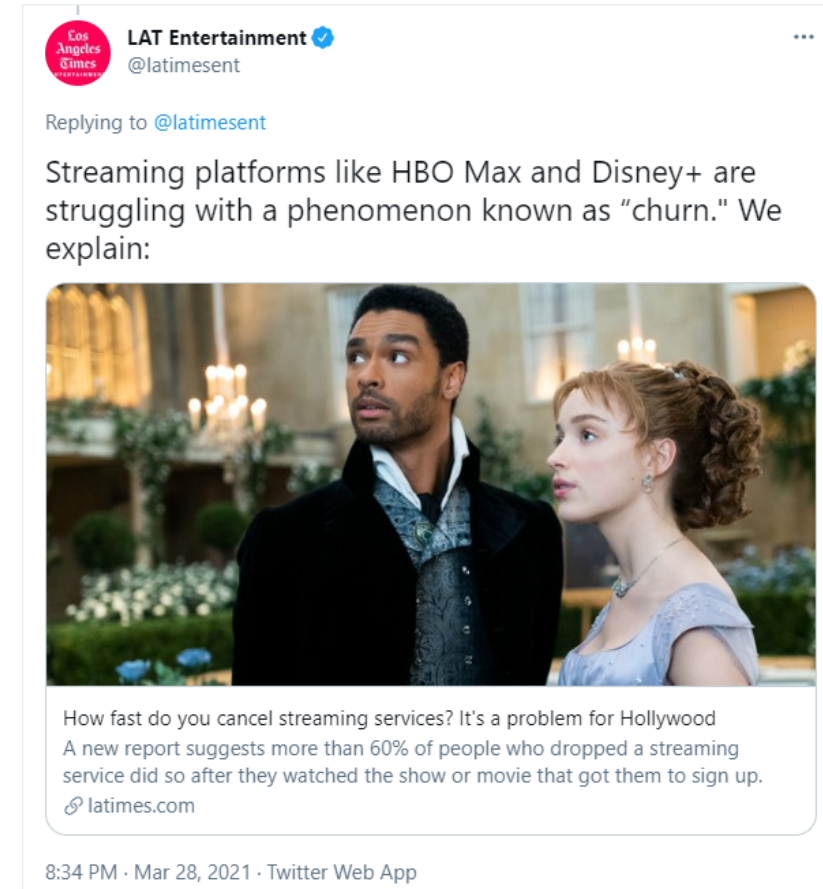 Los
Angeles
Times
ENTERTAINMENT
LAT Entertainment
@latimesent
Replying to @latimesent
Streaming platforms like HBO Max and Disney+ are
struggling with a phenomenon known as “churn." We
explain:
How fast do you cancel streaming services? It's a problem for Hollywood
A new report suggests more than 60% of people who dropped a streaming
service did so after they watched the show or movie that got them to sign up.
latimes.com
8:34 PM · Mar 28, 2021 · Twitter Web App